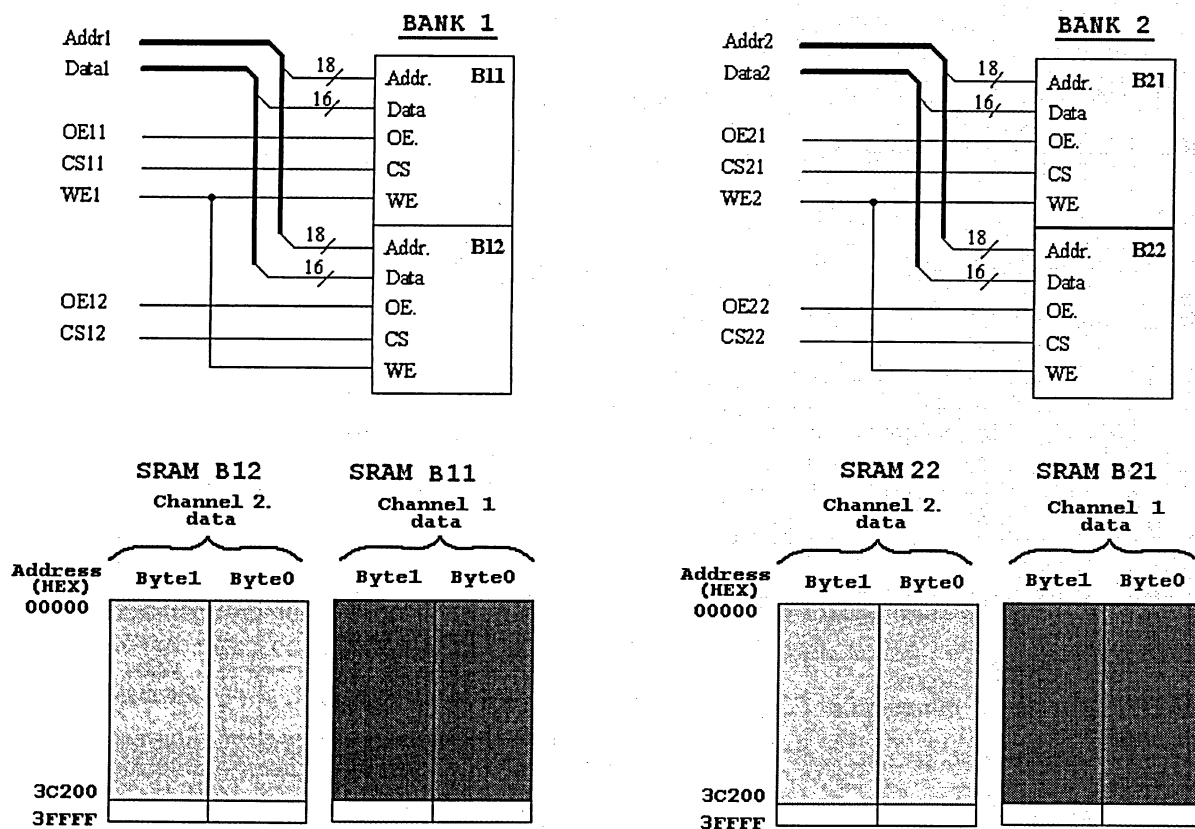 BANK 1
Addr1
Data1
OE11
CS11
WE1
OE12
CS12
18
16
Addr.
B11
Data
OE.
CS
WE
18
16
Addr.
B12
Data
OE.
CS
WE
BANK 2
Addr2
Data2
OE21
CS21
WE2
OE22
CS22
18
16
Addr.
B21
Data
OE.
CS
WE
18
16
Addr.
B22
Data
OE.
CS
WE
SRAM B12
Channel 2.
data
SRAM B11
Channel 1
data
Address
(HEX)
Byte1 Byte0
Byte1 Byte0
00000
3C200
3FFFF
SRAM 22
Channel 2.
data
SRAM B21
Channel 1
data
Address
(HEX)
Byte1 Byte0
Byte1 Byte0
00000
3C200
3FFFF